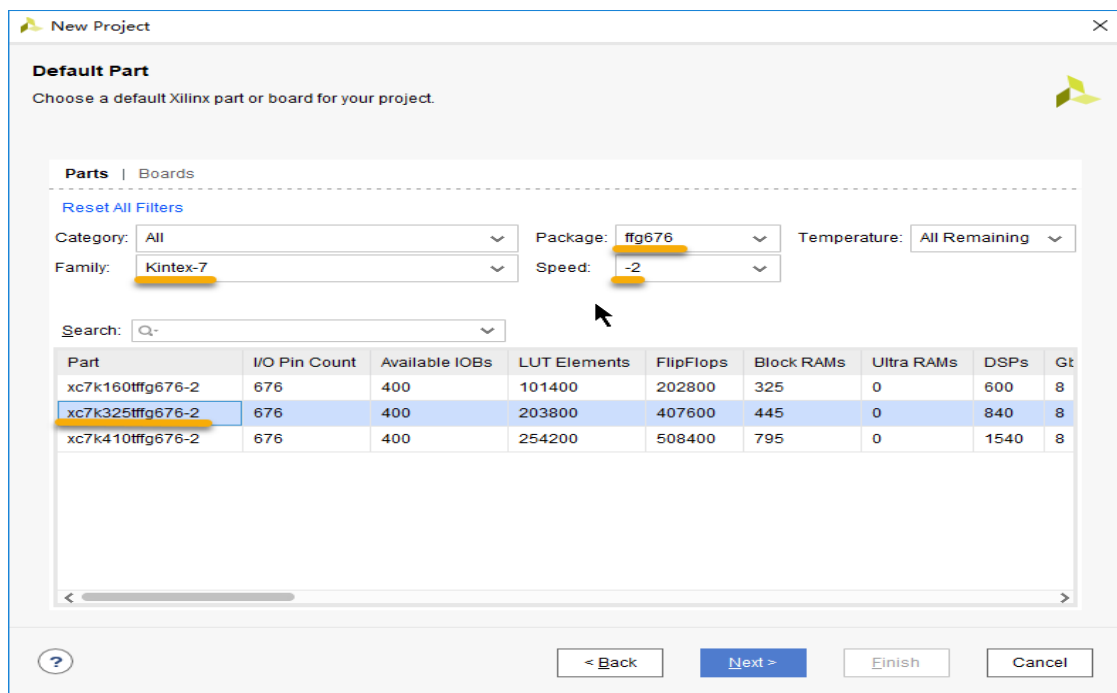 New Project
Default Part
Choose a default Xilinx part or board for your project.
Parts | Boards
Reset All Filters
Category: All Package: ffg676 Temperature: All Remaining
Family: Kintex-7 Speed: -2
Search: Q-
Part I/O Pin Count Available IOBs LUT Elements FlipFlops Block RAMs Ultra RAMs DSPs
xc7k160tffg676-2 676 400 101400 202800 325 0 600 8
xc7k325tffg676-2 676 400 203800 407600 445 0 840 8
xc7k410tffg676-2 676 400 254200 508400 795 0 1540 8
? < Back Next > Finish Cancel